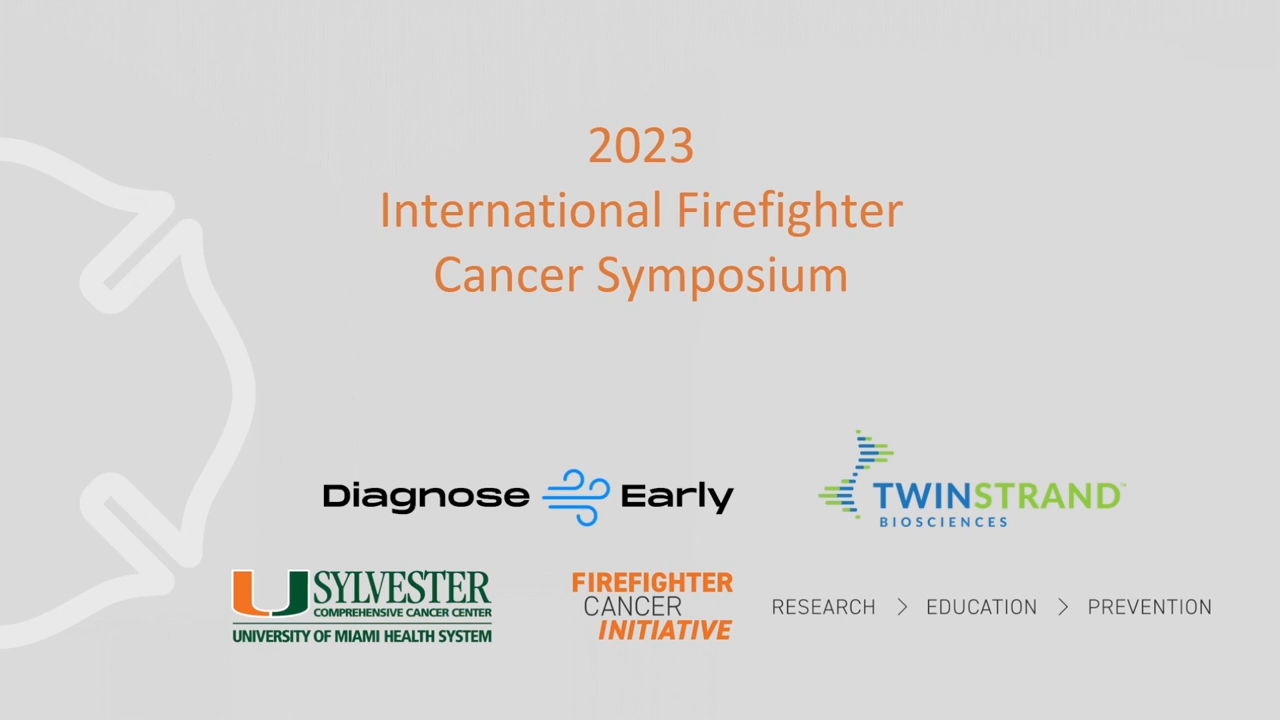 2023
International Firefighter
Cancer Symposium
Diagnose Early
TWINSTRAND™
BIOSCIENCES
U SYLVESTER
COMPREHENSIVE CANCER CENTER
UNIVERSITY OF MIAMI HEALTH SYSTEM
FIREFIGHTER
CANCER
INITIATIVE
RESEARCH > EDUCATION > PREVENTION